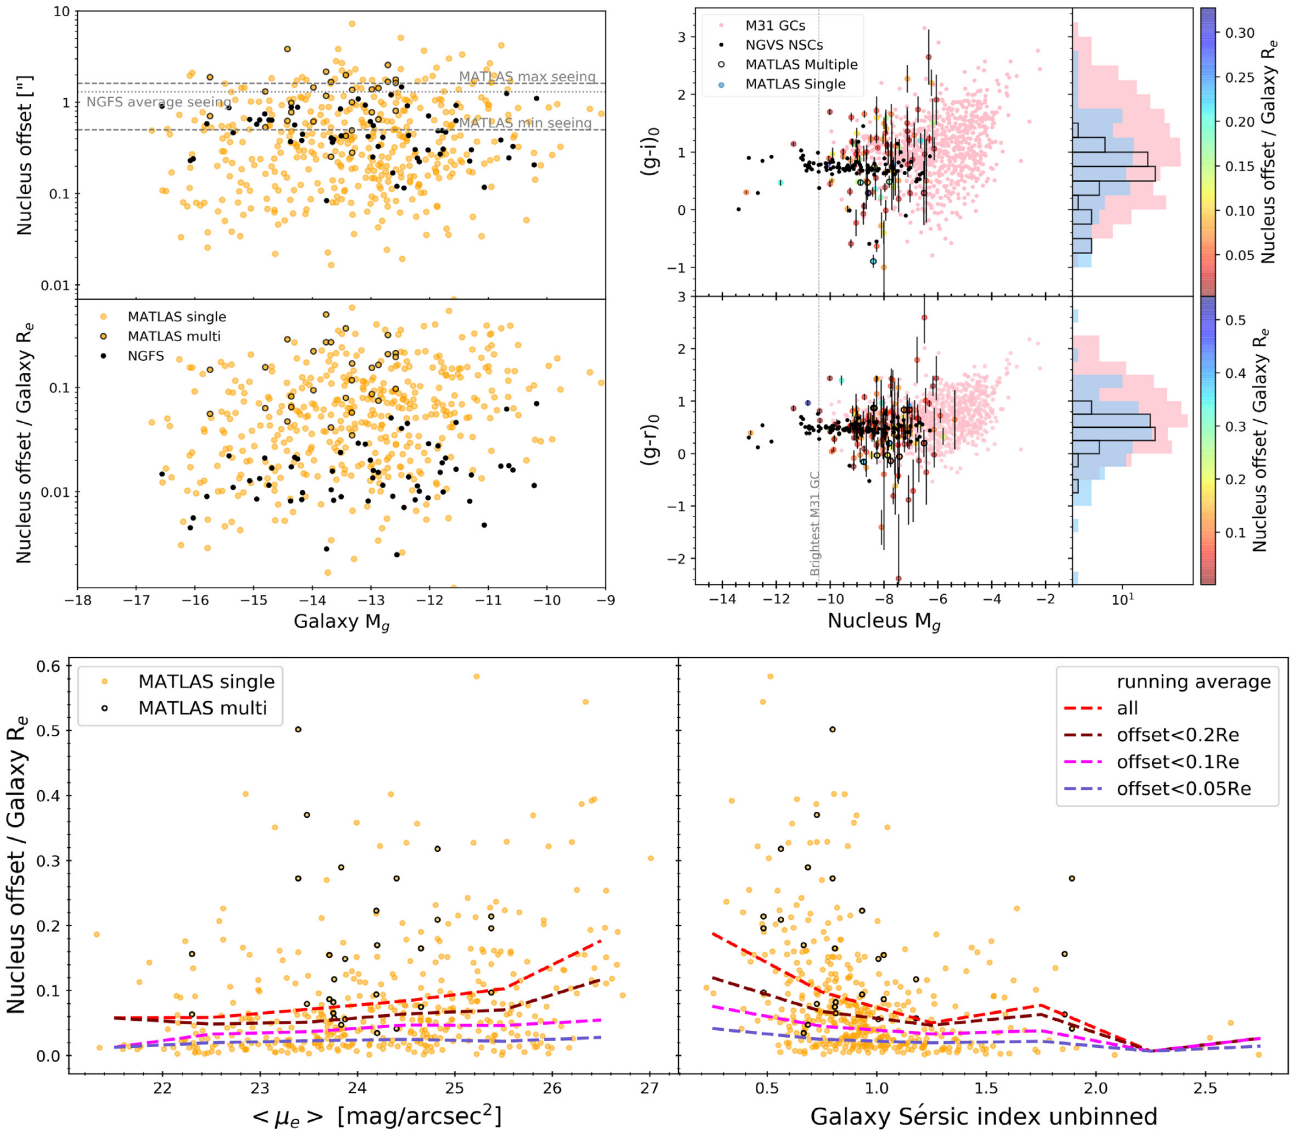 10
1
0.1
0.01
Nucleus offset ["]
MATLAS max seeing
NGFS average seeing
MATLAS min seeing
MATLAS single
MATLAS multi
NGFS
0.1
0.01
Nucleus offset / Galaxy Rₑ
−18 −17 −16 −15 −14 −13 −12 −11 −10 −9
Galaxy M_g
M31 GCs
NGVS NSCs
MATLAS Multiple
MATLAS Single
3
2
1
0
−1
(g-i)₀
0.30
0.25
0.20
0.15
0.10
0.05
Nucleus offset / Galaxy Rₑ
3
2
1
0
−1
−2
(g-r)₀
Brightest M31 GC
0.5
0.4
0.3
0.2
0.1
Nucleus offset / Galaxy Rₑ
−14 −12 −10 −8 −6 −4 −2 10¹
Nucleus M_g
MATLAS single
MATLAS multi
0.6
0.5
0.4
0.3
0.2
0.1
0.0
Nucleus offset / Galaxy Rₑ
22 23 24 25 26 27
<μₑ> [mag/arcsec²]
running average
all
offset<0.2Re
offset<0.1Re
offset<0.05Re
0.5 1.0 1.5 2.0 2.5
Galaxy Sérsic index unbinned